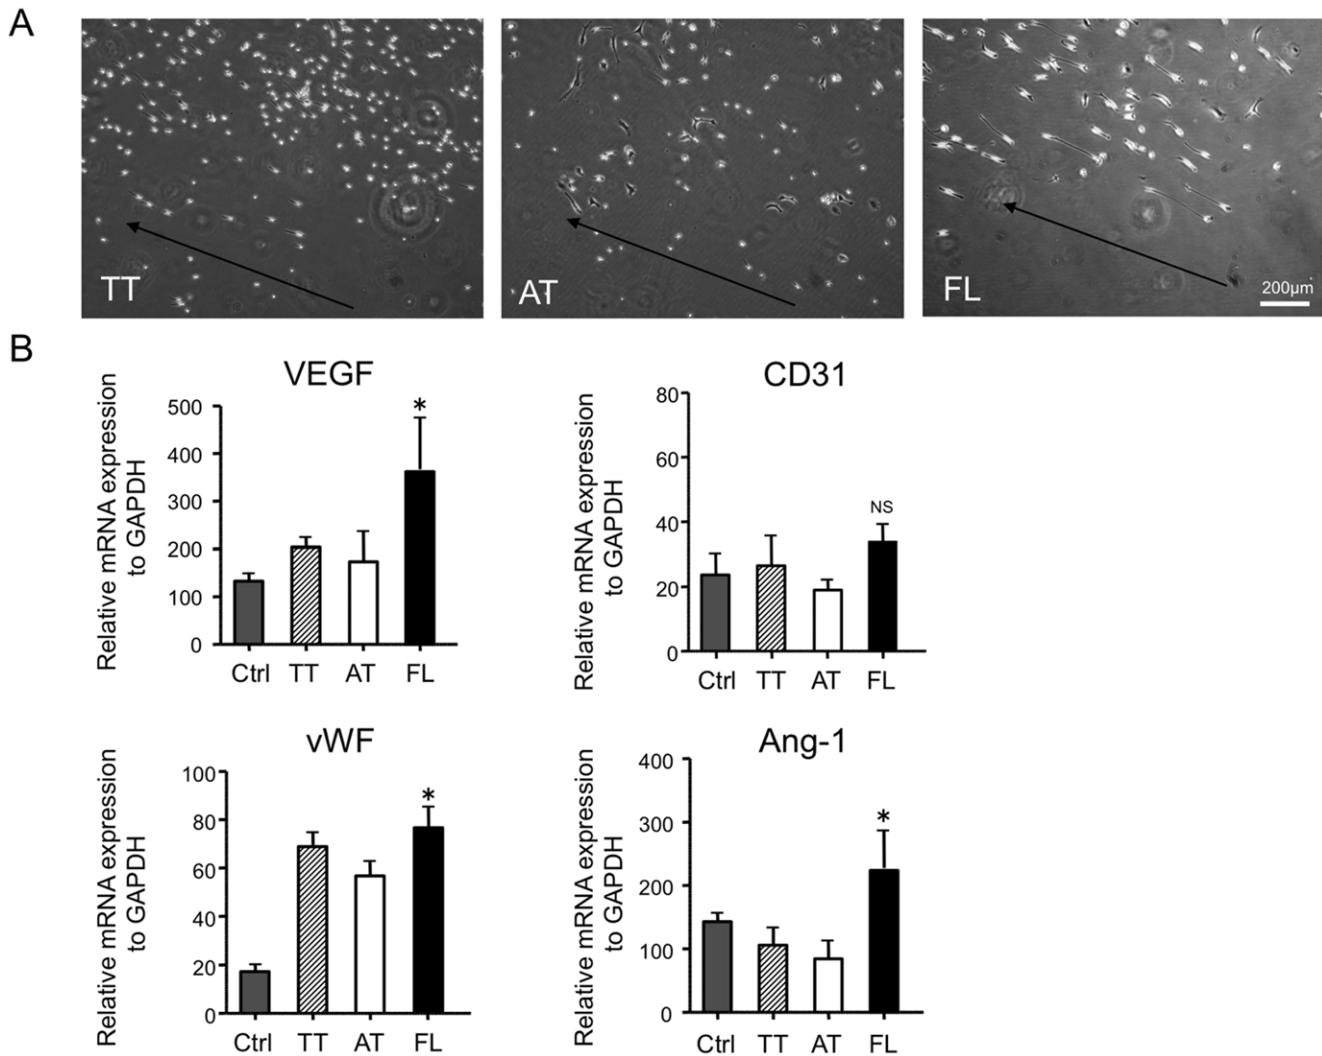 A
TT
AT
FL
200µm
B
VEGF
Relative mRNA expression
to GAPDH
500
400
300
200
100
0
*
Ctrl TT AT FL
CD31
Relative mRNA expression
to GAPDH
80
60
40
20
0
NS
Ctrl TT AT FL
vWF
Relative mRNA expression
to GAPDH
100
80
60
40
20
0
*
Ctrl TT AT FL
Ang-1
Relative mRNA expression
to GAPDH
400
300
200
100
0
*
Ctrl TT AT FL